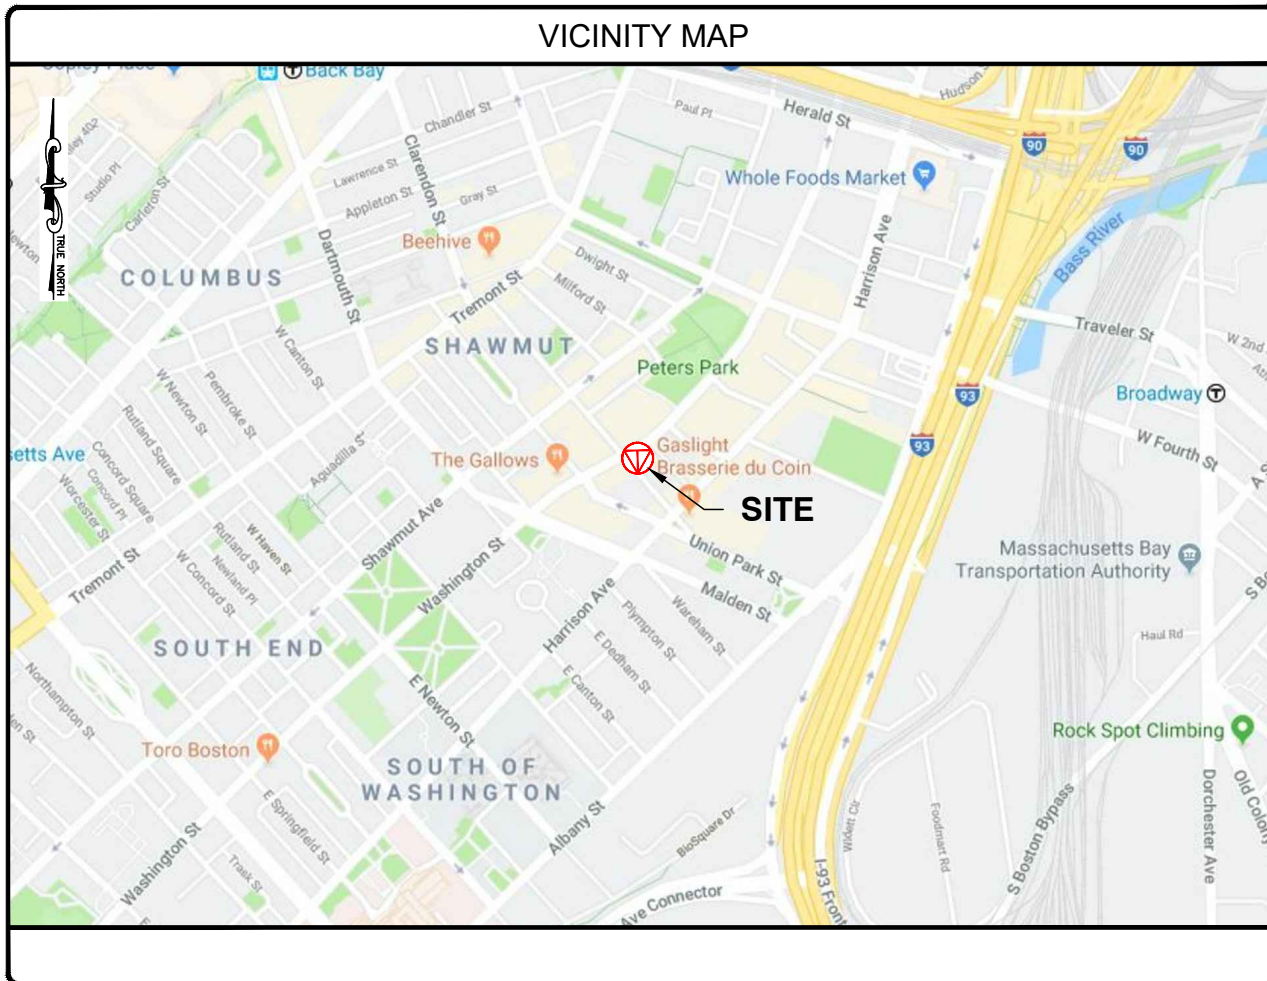 VICINITY MAP
Copley Place
Back Bay
Hudson
Paul Pl
Herald St
Chandler St
Clarendon St
Lawrence St
Appleton St
Gray St
Whole Foods Market
90
90
Studio Pl
Carleton St
TRUE NORTH
COLUMBUS
Dartmouth St
Beehive
Tremont St
Dwight St
Milford St
Harrison Ave
Bass River
SHAWMUT
Peters Park
Traveler St
W 2nd
W Canton St
Pembroke St
W Newton St
Rutland Square
93
Broadway
W Fourth St
setts Ave
Concord Square
Concord Pl
Worcester St
Aguadilla St
The Gallows
Gaslight
Brasserie du Coin
93
SITE
Shawmut Ave
Washington St
Union Park St
Malden St
Massachusetts Bay
Transportation Authority
Tremont St
W Haven St
Rutland St
Newland Pl
W Concord St
Harrison Ave
Plympton St
Wareham St
E Dedham St
E Canton St
Haul Rd
SOUTH END
Northampton St
E Newton St
Toro Boston
Rock Spot Climbing
SOUTH OF
WASHINGTON
E Springfield St
Albany St
BioSquare Dr
Widett Cir
Foodmart Rd
S Boston Bypass
Dorchester Ave
Old Colony
Washington St
Trask St
Ave Connector
I-93 Front